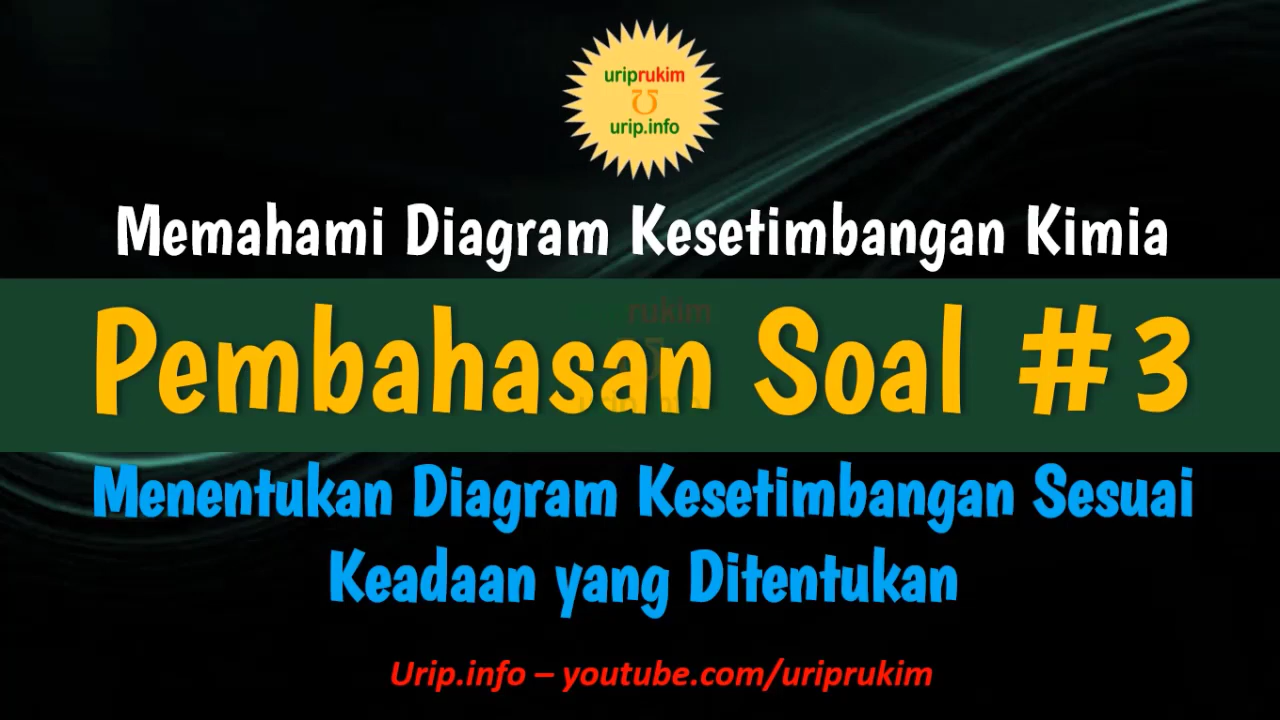 uriprukim
urip.info
Memahami Diagram Kesetimbangan Kimia
Pembahasan Soal #3
Menentukan Diagram Kesetimbangan Sesuai
Keadaan yang Ditentukan
Urip.info – youtube.com/uriprukim